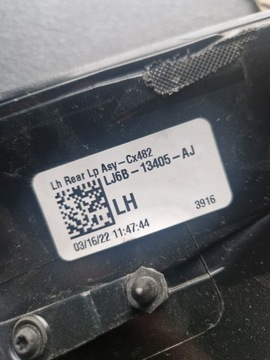 Lh Rear Lp Asy-Cx482
LJ6B-13405-AJ
LH
3916
03/16/22 11:47:44